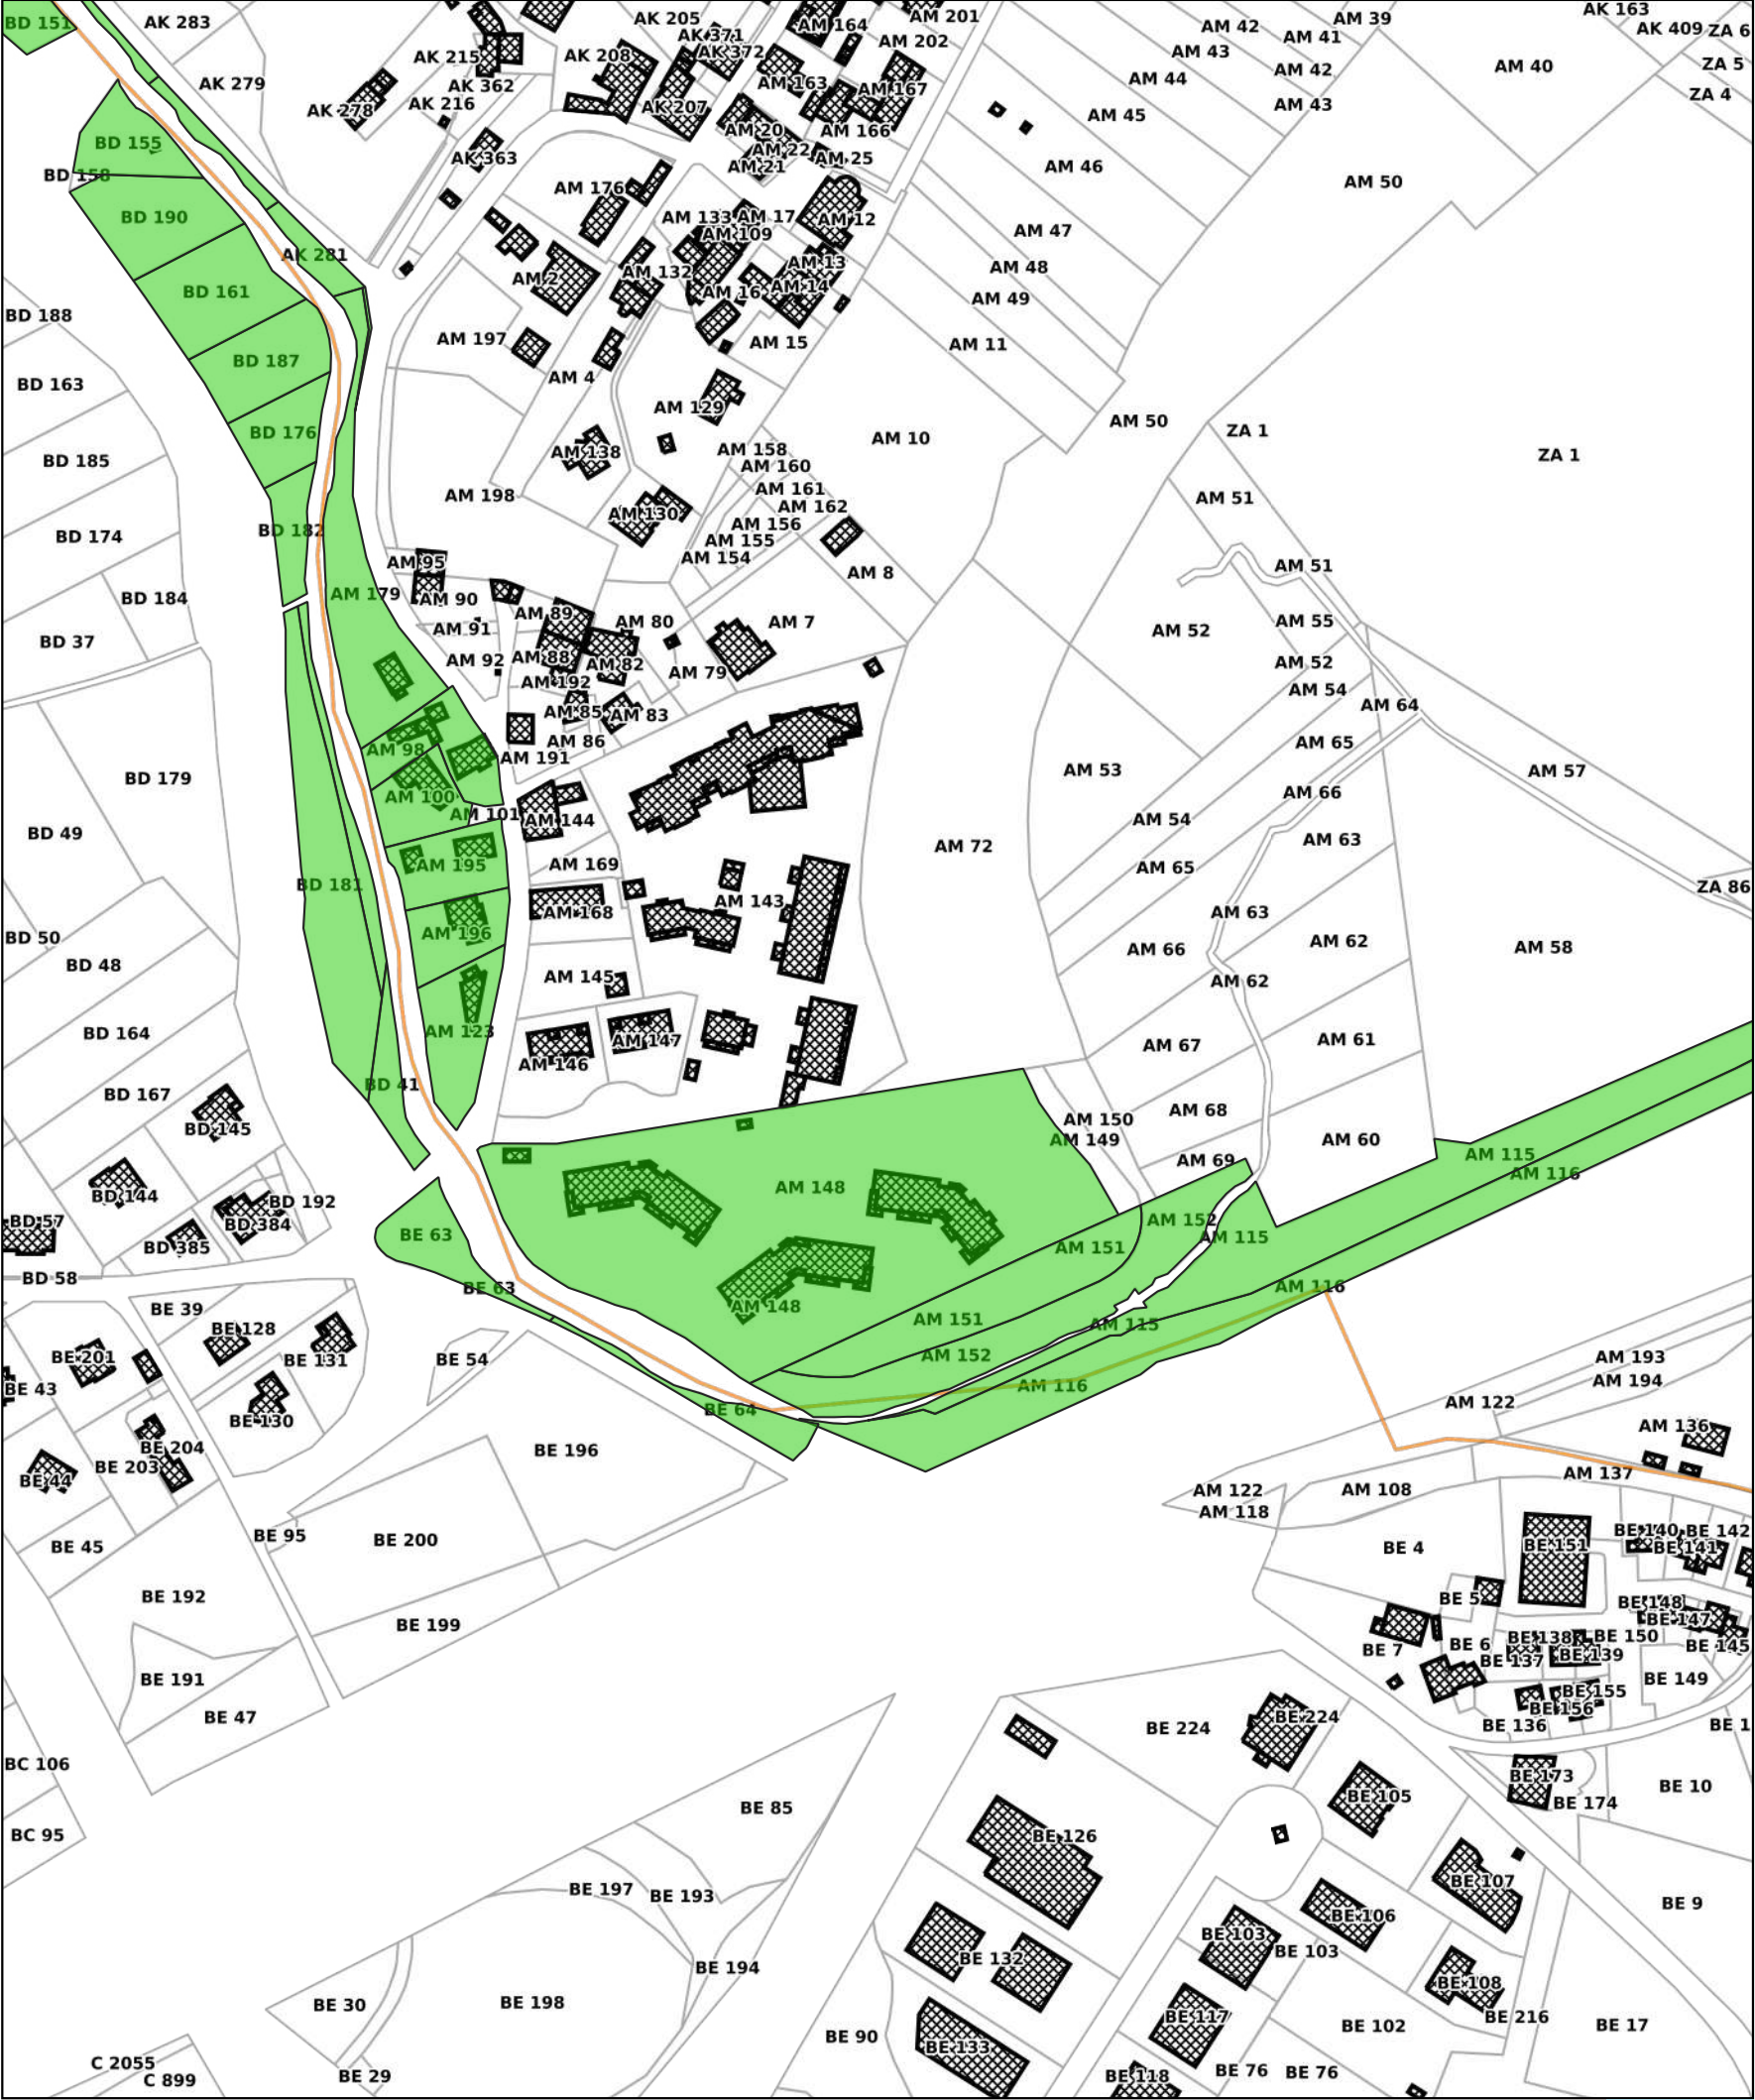 BD 151
AK 283
AK 205
AM 164
AM 201
AM 42
AM 39
AK 163
AK 409
ZA 6
AK 371
AM 202
AM 41
AK 215
AK 208
AK 372
AM 43
AM 42
AM 40
ZA 5
AK 279
AK 362
AM 163
AM 167
AM 44
ZA 4
AK 278
AK 216
AK 207
AM 43
AM 45
AM 20
AM 166
BD 155
AK 363
AM 22
AM 25
AM 21
AM 46
BD 158
AM 176
AM 50
BD 190
AM 133
AM 17
AM 12
AM 109
AM 47
AK 281
AM 13
AM 48
AM 2
AM 132
AM 14
AM 16
AM 49
BD 161
BD 188
AM 197
AM 15
AM 11
BD 187
AM 4
BD 163
AM 129
AM 50
BD 176
AM 10
ZA 1
AM 138
AM 158
ZA 1
BD 185
AM 160
AM 198
AM 161
AM 51
AM 162
AM 130
AM 156
BD 182
BD 174
AM 155
AM 154
AM 95
AM 51
AM 8
AM 179
BD 184
AM 90
AM 89
AM 80
AM 7
AM 55
AM 91
AM 52
BD 37
AM 92
AM 88
AM 82
AM 52
AM 79
AM 192
AM 54
AM 85
AM 83
AM 64
AM 98
AM 86
AM 65
AM 191
BD 179
AM 53
AM 57
AM 100
AM 66
AM 101
AM 144
AM 54
BD 49
AM 63
AM 72
AM 195
AM 169
AM 65
BD 181
AM 143
ZA 86
AM 168
AM 63
AM 196
BD 50
AM 62
AM 66
AM 58
BD 48
AM 145
AM 62
AM 123
BD 164
AM 147
AM 67
AM 61
AM 146
BD 41
BD 167
AM 68
AM 150
BD 145
AM 149
AM 60
AM 69
AM 115
AM 116
BD 144
AM 148
BD 192
BD 57
BD 384
AM 152
BE 63
AM 115
BD 385
AM 151
BD 58
BE 63
AM 116
BE 39
AM 148
AM 151
AM 115
BE 128
BE 201
BE 131
BE 54
AM 152
AM 193
AM 194
BE 43
AM 116
AM 122
BE 64
BE 130
AM 136
BE 204
BE 196
BE 203
BE 44
AM 137
AM 122
AM 108
AM 118
BE 95
BE 200
BE 140
BE 142
BE 45
BE 151
BE 141
BE 4
BE 192
BE 5
BE 148
BE 147
BE 199
BE 138
BE 150
BE 6
BE 145
BE 7
BE 139
BE 137
BE 191
BE 149
BE 155
BE 156
BE 47
BE 224
BE 224
BE 136
BE 1
BC 106
BE 173
BE 10
BE 105
BE 174
BE 85
BC 95
BE 126
BE 107
BE 197
BE 193
BE 9
BE 106
BE 103
BE 103
BE 132
BE 194
BE 108
BE 30
BE 198
BE 117
BE 216
BE 102
BE 17
BE 90
BE 133
C 2055
BE 76
BE 76
C 899
BE 29
BE 118